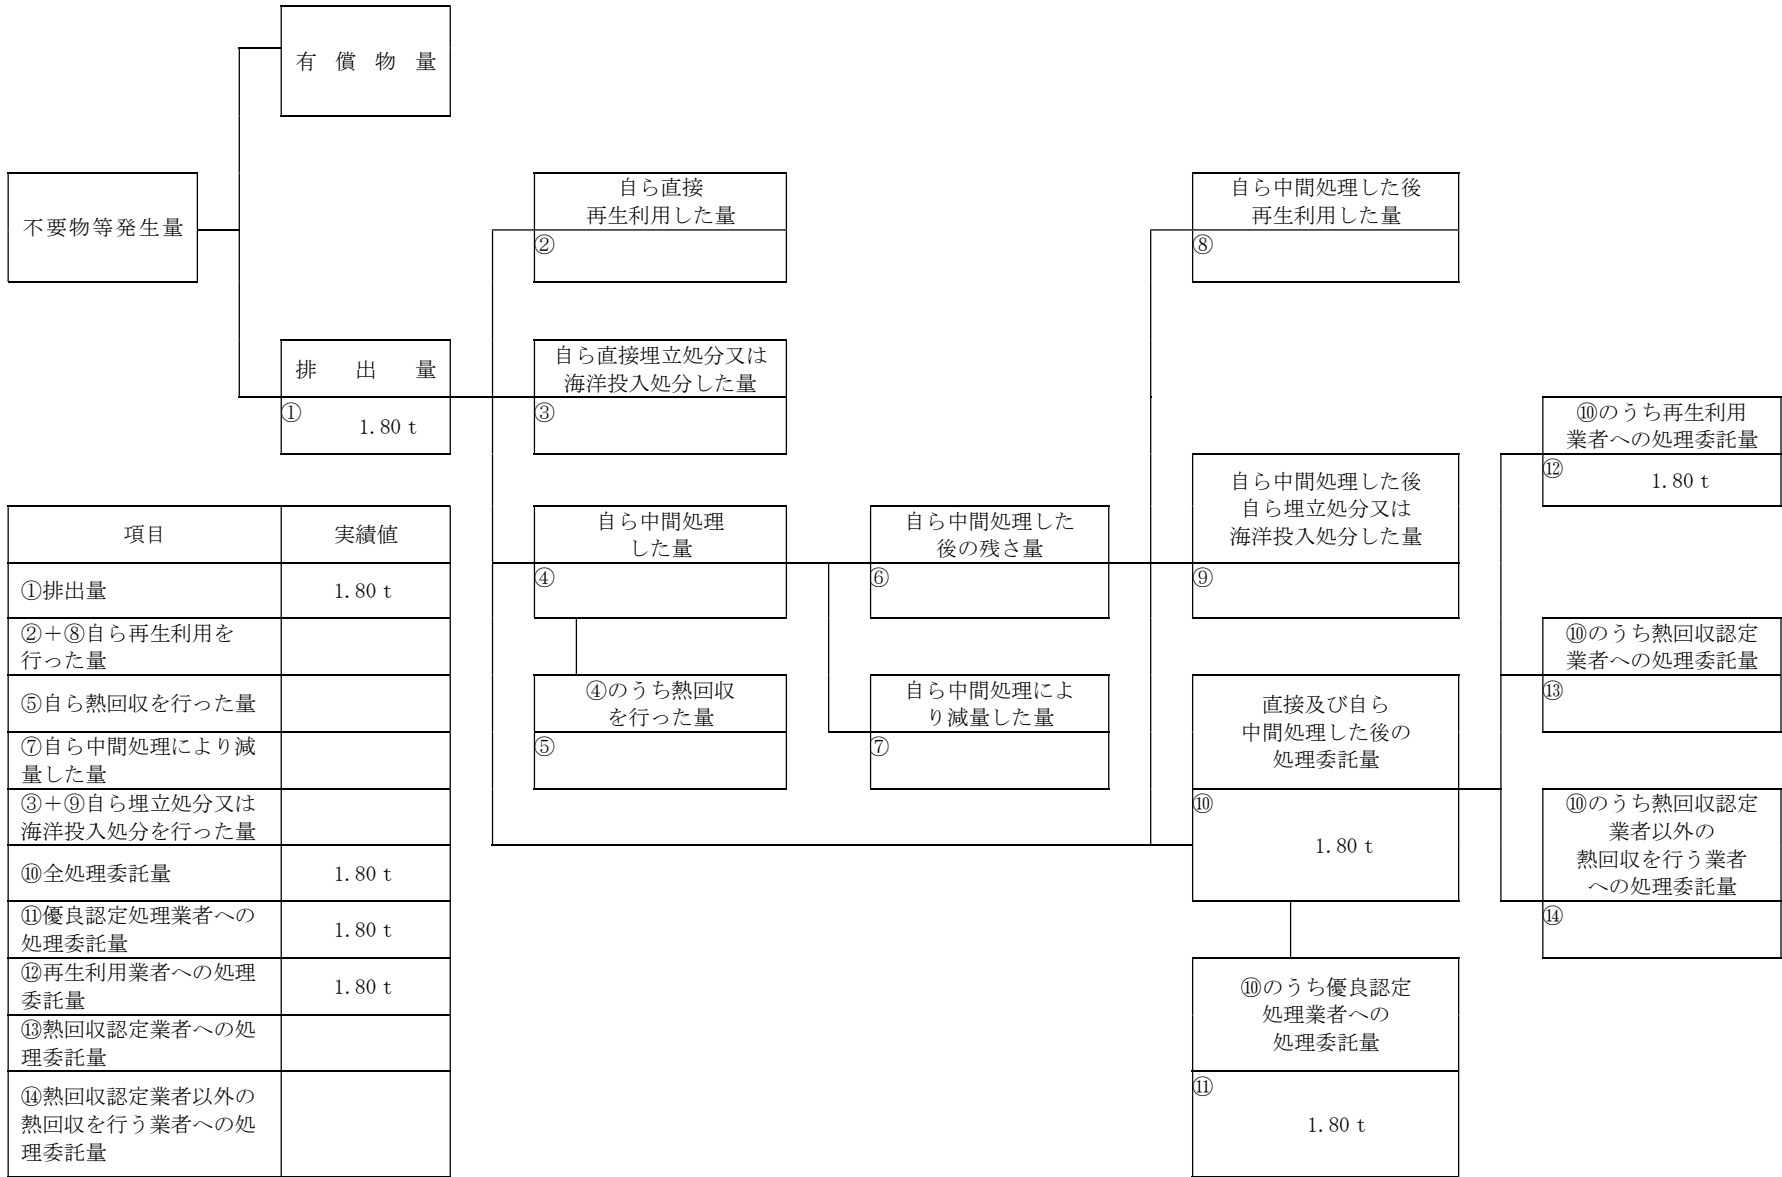 有償物量
不要物等発生量
自ら直接
再生利用した量
②
自ら中間処理した後
再生利用した量
⑧
排出量
①
1.80 t
自ら直接埋立処分又は
海洋投入処分した量
③
⑩のうち再生利用
業者への処理委託量
⑫
1.80 t
自ら中間処理した後
自ら埋立処分又は
海洋投入処分した量
⑨
自ら中間処理
した量
④
自ら中間処理した
後の残さ量
⑥
⑩のうち熱回収認定
業者への処理委託量
⑬
④のうち熱回収
を行った量
⑤
自ら中間処理によ
り減量した量
⑦
直接及び自ら
中間処理した後の
処理委託量
⑩
1.80 t
⑩のうち熱回収認定
業者以外の
熱回収を行う業者
への処理委託量
⑭
⑩のうち優良認定
処理業者への
処理委託量
⑪
1.80 t
項目 実績値
①排出量 1.80 t
②+⑧自ら再生利用を
行った量
⑤自ら熱回収を行った量
⑦自ら中間処理により減
量した量
③+⑨自ら埋立処分又は
海洋投入処分を行った量
⑩全処理委託量 1.80 t
⑪優良認定処理業者への
処理委託量 1.80 t
⑫再生利用業者への処理
委託量 1.80 t
⑬熱回収認定業者への処
理委託量
⑭熱回収認定業者以外の
熱回収を行う業者への処
理委託量